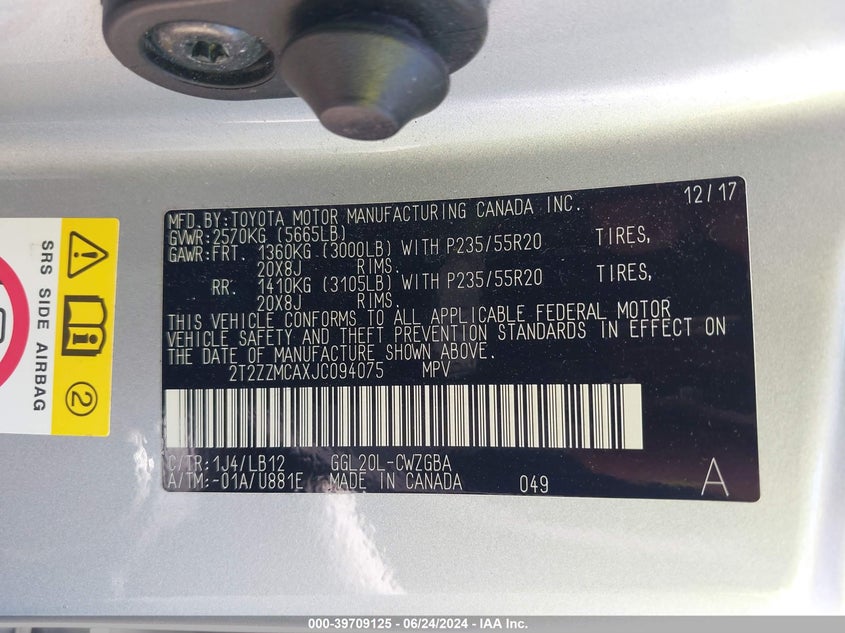 12/17
MFD.BY:TOYOTA MOTOR MANUFACTURING CANADA INC.
GVWR:2570KG (5665LB)
GAWR:FRT. 1360KG (3000LB) WITH P235/55R20 TIRES,
20X8J RIMS.
RR. 1410KG (3105LB) WITH P235/55R20 TIRES,
20X8J RIMS.
THIS VEHICLE CONFORMS TO ALL APPLICABLE FEDERAL MOTOR
VEHICLE SAFETY AND THEFT PREVENTION STANDARDS IN EFFECT ON
THE DATE OF MANUFACTURE SHOWN ABOVE.
2T2ZZMCAXJC094075 MPV
C/TR:1J4/LB12 GGL20L-CWZGBA
A/TM:-01A/U881E MADE IN CANADA 049 A
SRS SIDE AIRBAG
2
000-39709125 - 06/24/2024 - IAA Inc.